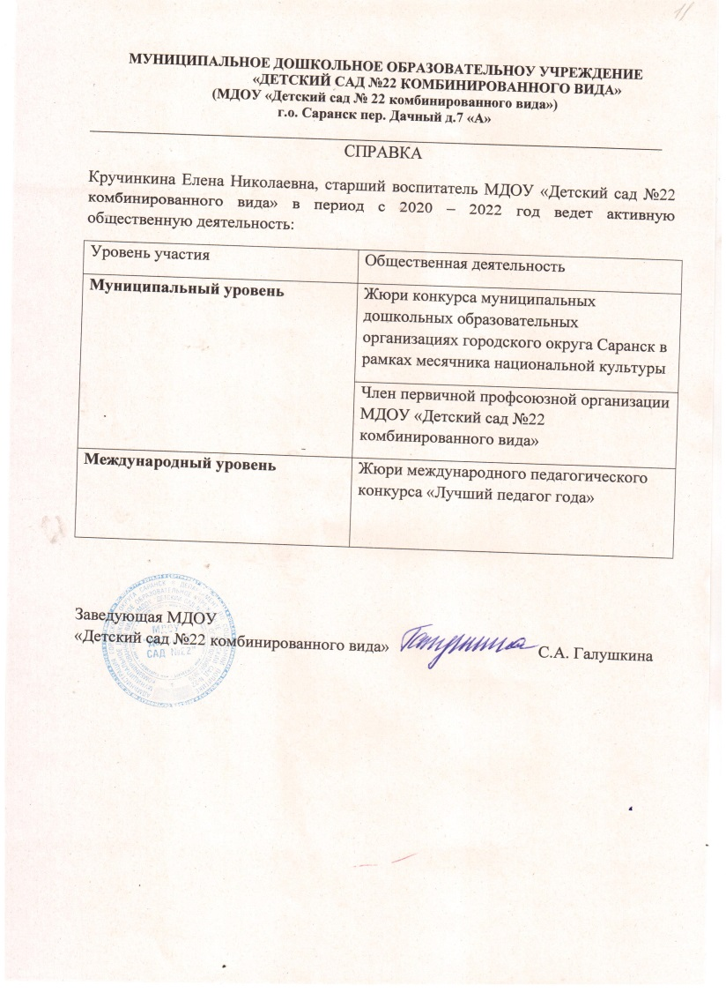 11
МУНИЦИПАЛЬНОЕ ДОШКОЛЬНОЕ ОБРАЗОВАТЕЛЬНОУ УЧРЕЖДЕНИЕ
«ДЕТСКИЙ САД №22 КОМБИНИРОВАННОГО ВИДА»
(МДОУ «Детский сад № 22 комбинированного вида»)
г.о. Саранск пер. Дачный д.7 «А»
СПРАВКА
Кручинкина Елена Николаевна, старший воспитатель МДОУ «Детский сад №22
комбинированного вида» в период с 2020 – 2022 год ведет активную
общественную деятельность:
Уровень участия
Общественная деятельность
Муниципальный уровень
Жюри конкурса муниципальных
дошкольных образовательных
организациях городского округа Саранск в
рамках месячника национальной культуры
Член первичной профсоюзной организации
МДОУ «Детский сад №22
комбинированного вида»
Международный уровень
Жюри международного педагогического
конкурса «Лучший педагог года»
Заведующая МДОУ
«Детский сад №22 комбинированного вида»
С.А. Галушкина
МДОУ
САД №22"